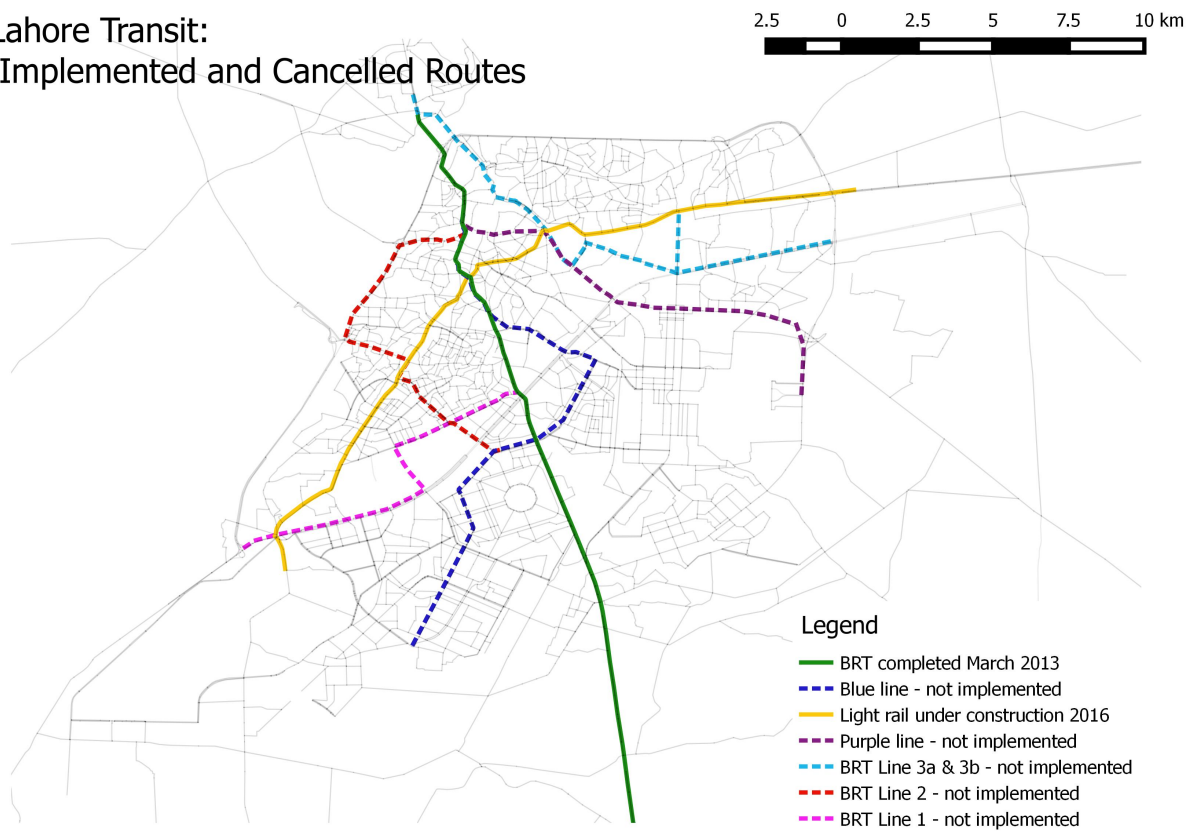 Lahore Transit:
Implemented and Cancelled Routes
2.5 0 2.5 5 7.5 10 km
Legend
BRT completed March 2013
Blue line - not implemented
Light rail under construction 2016
Purple line - not implemented
BRT Line 3a & 3b - not implemented
BRT Line 2 - not implemented
BRT Line 1 - not implemented